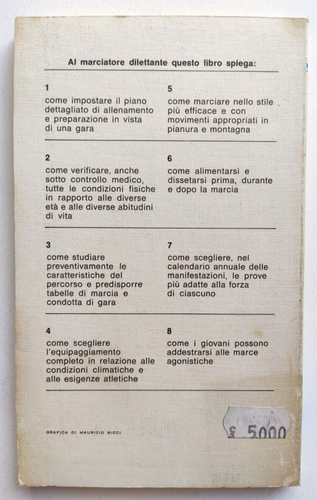 Al marciatore dilettante questo libro spiega:
1
come impostare il piano
dettagliato di allenamento
e preparazione in vista
di una gara
5
come marciare nello stile
più efficace e con
movimenti appropriati in
pianura e montagna
2
come verificare, anche
sotto controllo medico,
tutte le condizioni fisiche
in rapporto alle diverse
età e alle diverse abitudini
di vita
6
come alimentarsi e
dissetarsi prima, durante
e dopo la marcia
3
come studiare
preventivamente le
caratteristiche del
percorso e predisporre
tabelle di marcia e
condotta di gara
7
come scegliere, nel
calendario annuale delle
manifestazioni, le prove
più adatte alla forza
di ciascuno
4
come scegliere
l'equipaggiamento
completo in relazione alle
condizioni climatiche e
alle esigenze atletiche
8
come i giovani possono
addestrarsi alle marce
agonistiche
GRAFICA DI MAURIZIO RICCI
£ 5000